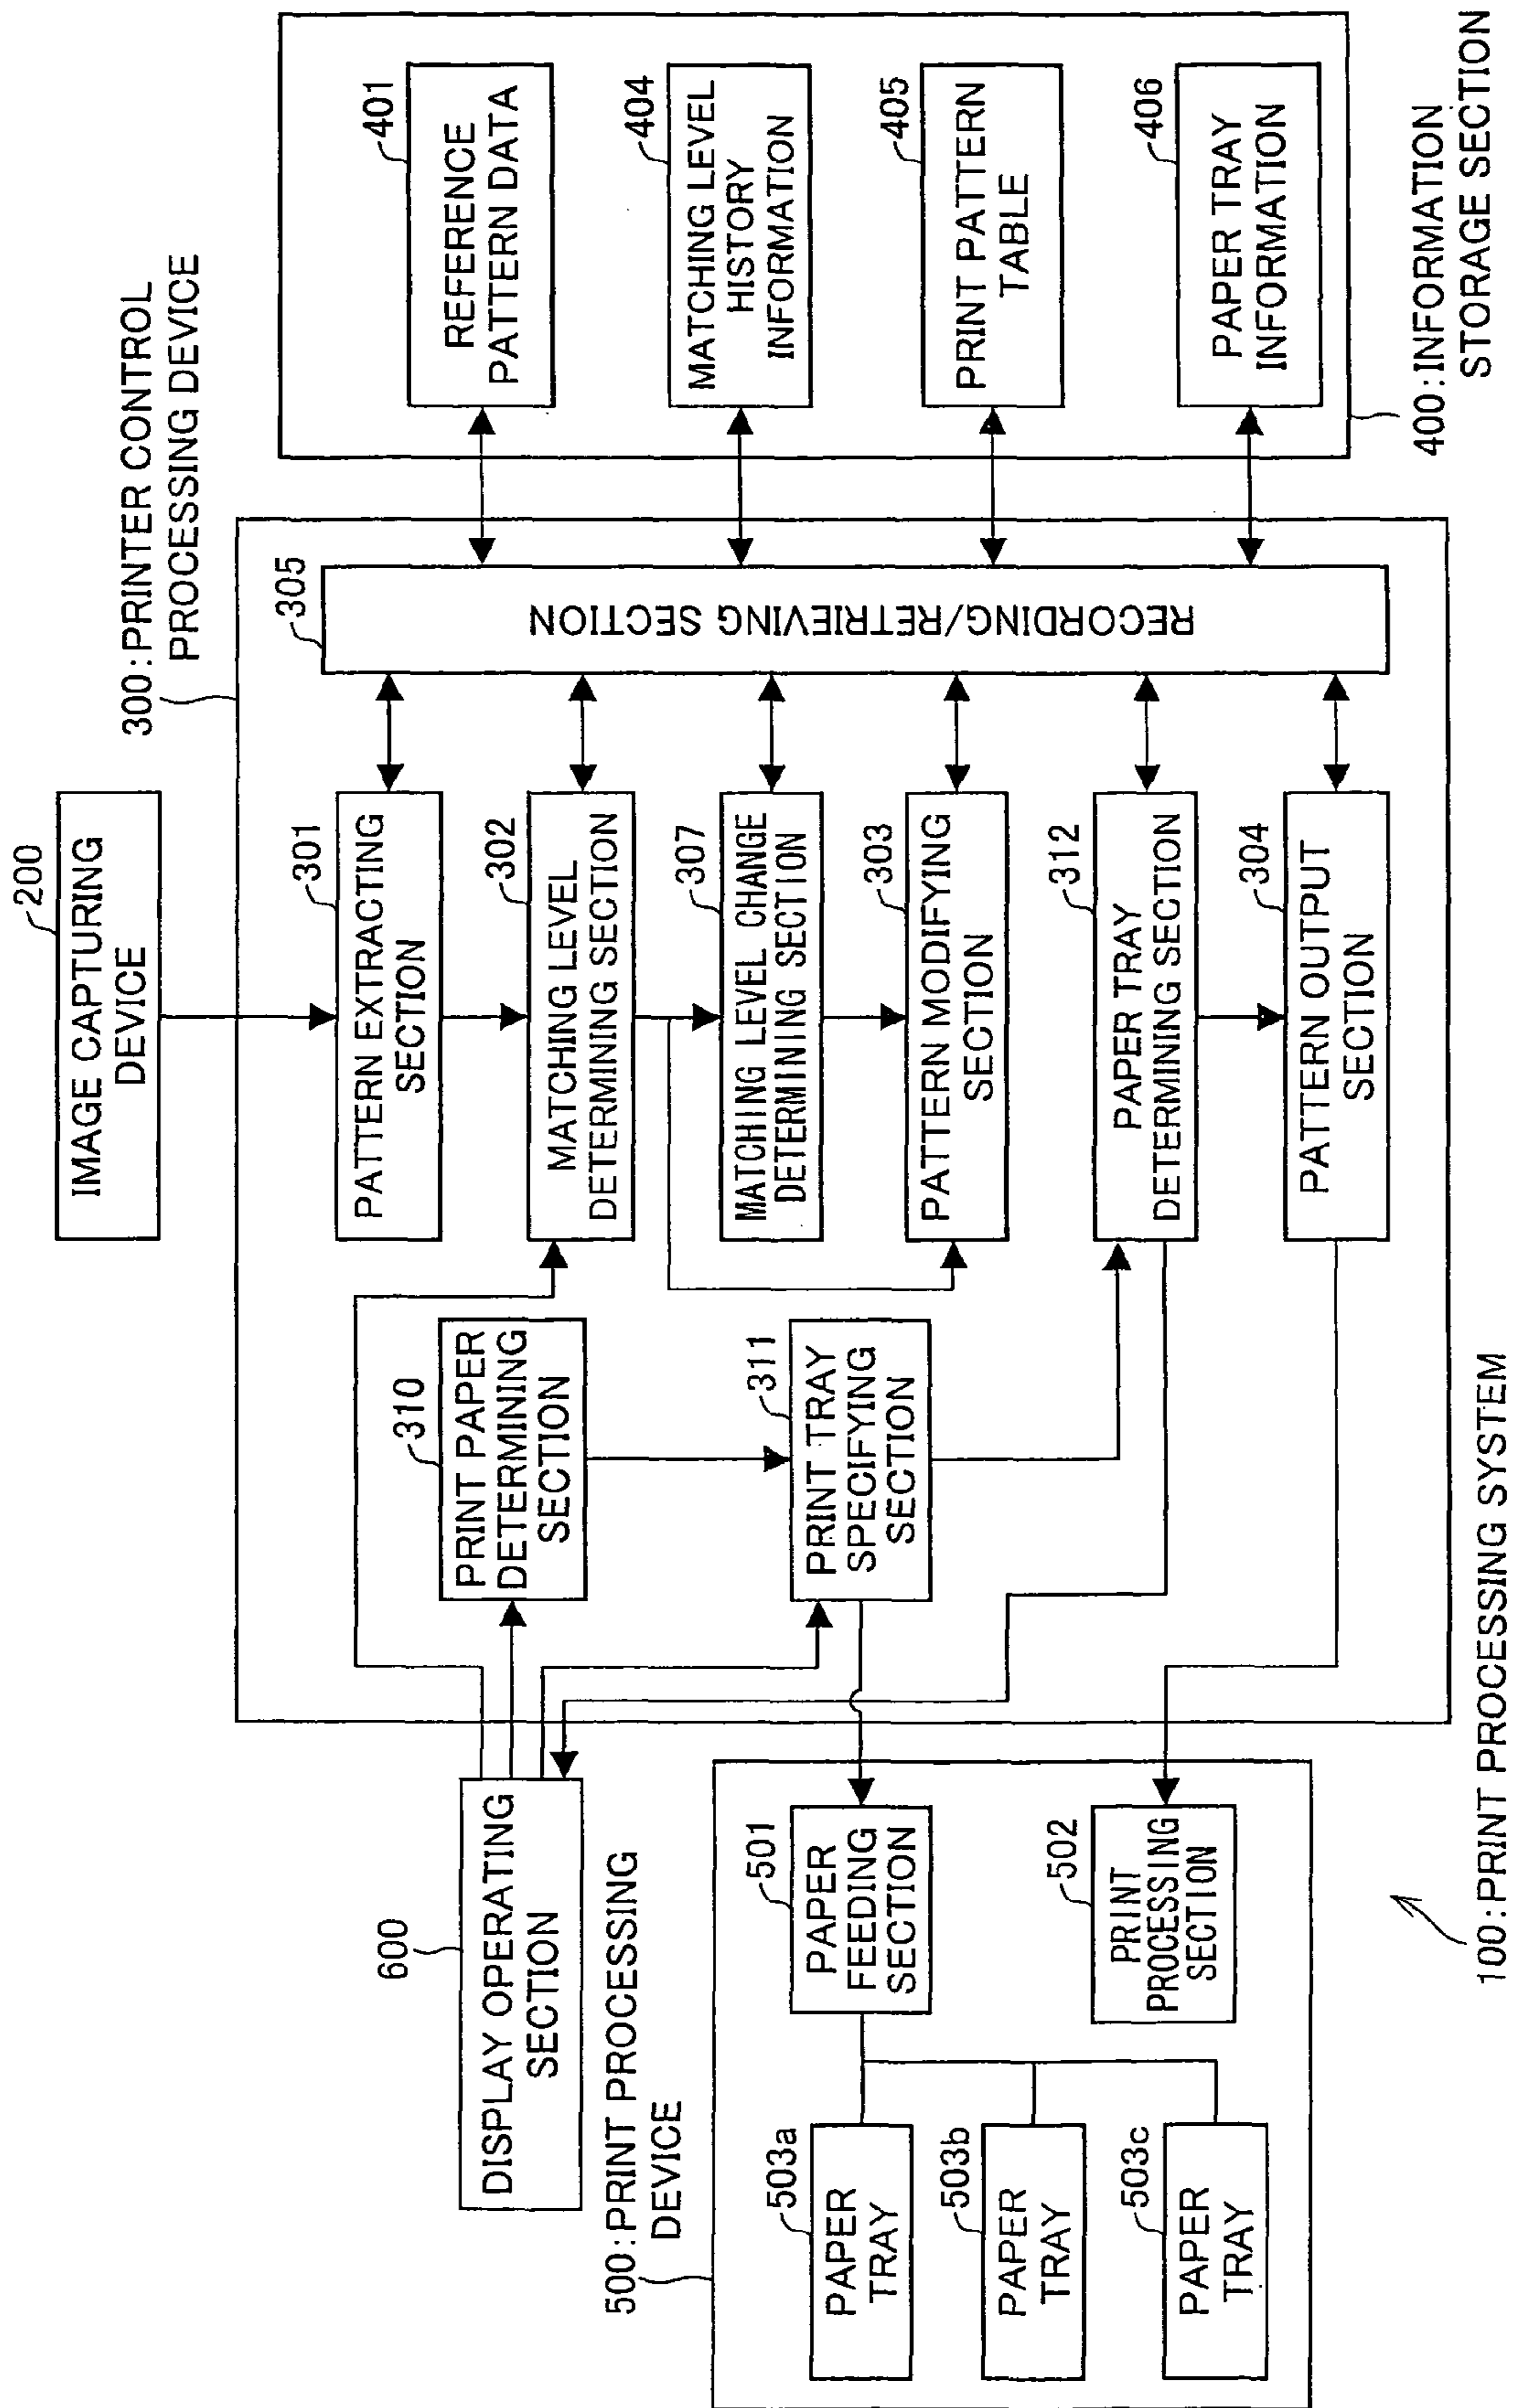 200
IMAGE CAPTURING
DEVICE
300:PRINTER CONTROL
PROCESSING DEVICE
600
DISPLAY OPERATING
SECTION
310
PRINT PAPER
DETERMINING
SECTION
311
PRINT TRAY
SPECIFYING
SECTION
301
PATTERN EXTRACTING
SECTION
302
MATCHING LEVEL
DETERMINING SECTION
307
MATCHING LEVEL CHANGE
DETERMINING SECTION
303
PATTERN MODIFYING
SECTION
312
PAPER TRAY
DETERMINING SECTION
304
PATTERN OUTPUT
SECTION
305
RECORDING/RETRIEVING SECTION
401
REFERENCE
PATTERN DATA
404
MATCHING LEVEL
HISTORY
INFORMATION
405
PRINT PATTERN
TABLE
406
PAPER TRAY
INFORMATION
400:INFORMATION
STORAGE SECTION
500:PRINT PROCESSING
DEVICE
501
PAPER
FEEDING
SECTION
502
PRINT
PROCESSING
SECTION
503a
PAPER
TRAY
503b
PAPER
TRAY
503c
PAPER
TRAY
100:PRINT PROCESSING SYSTEM